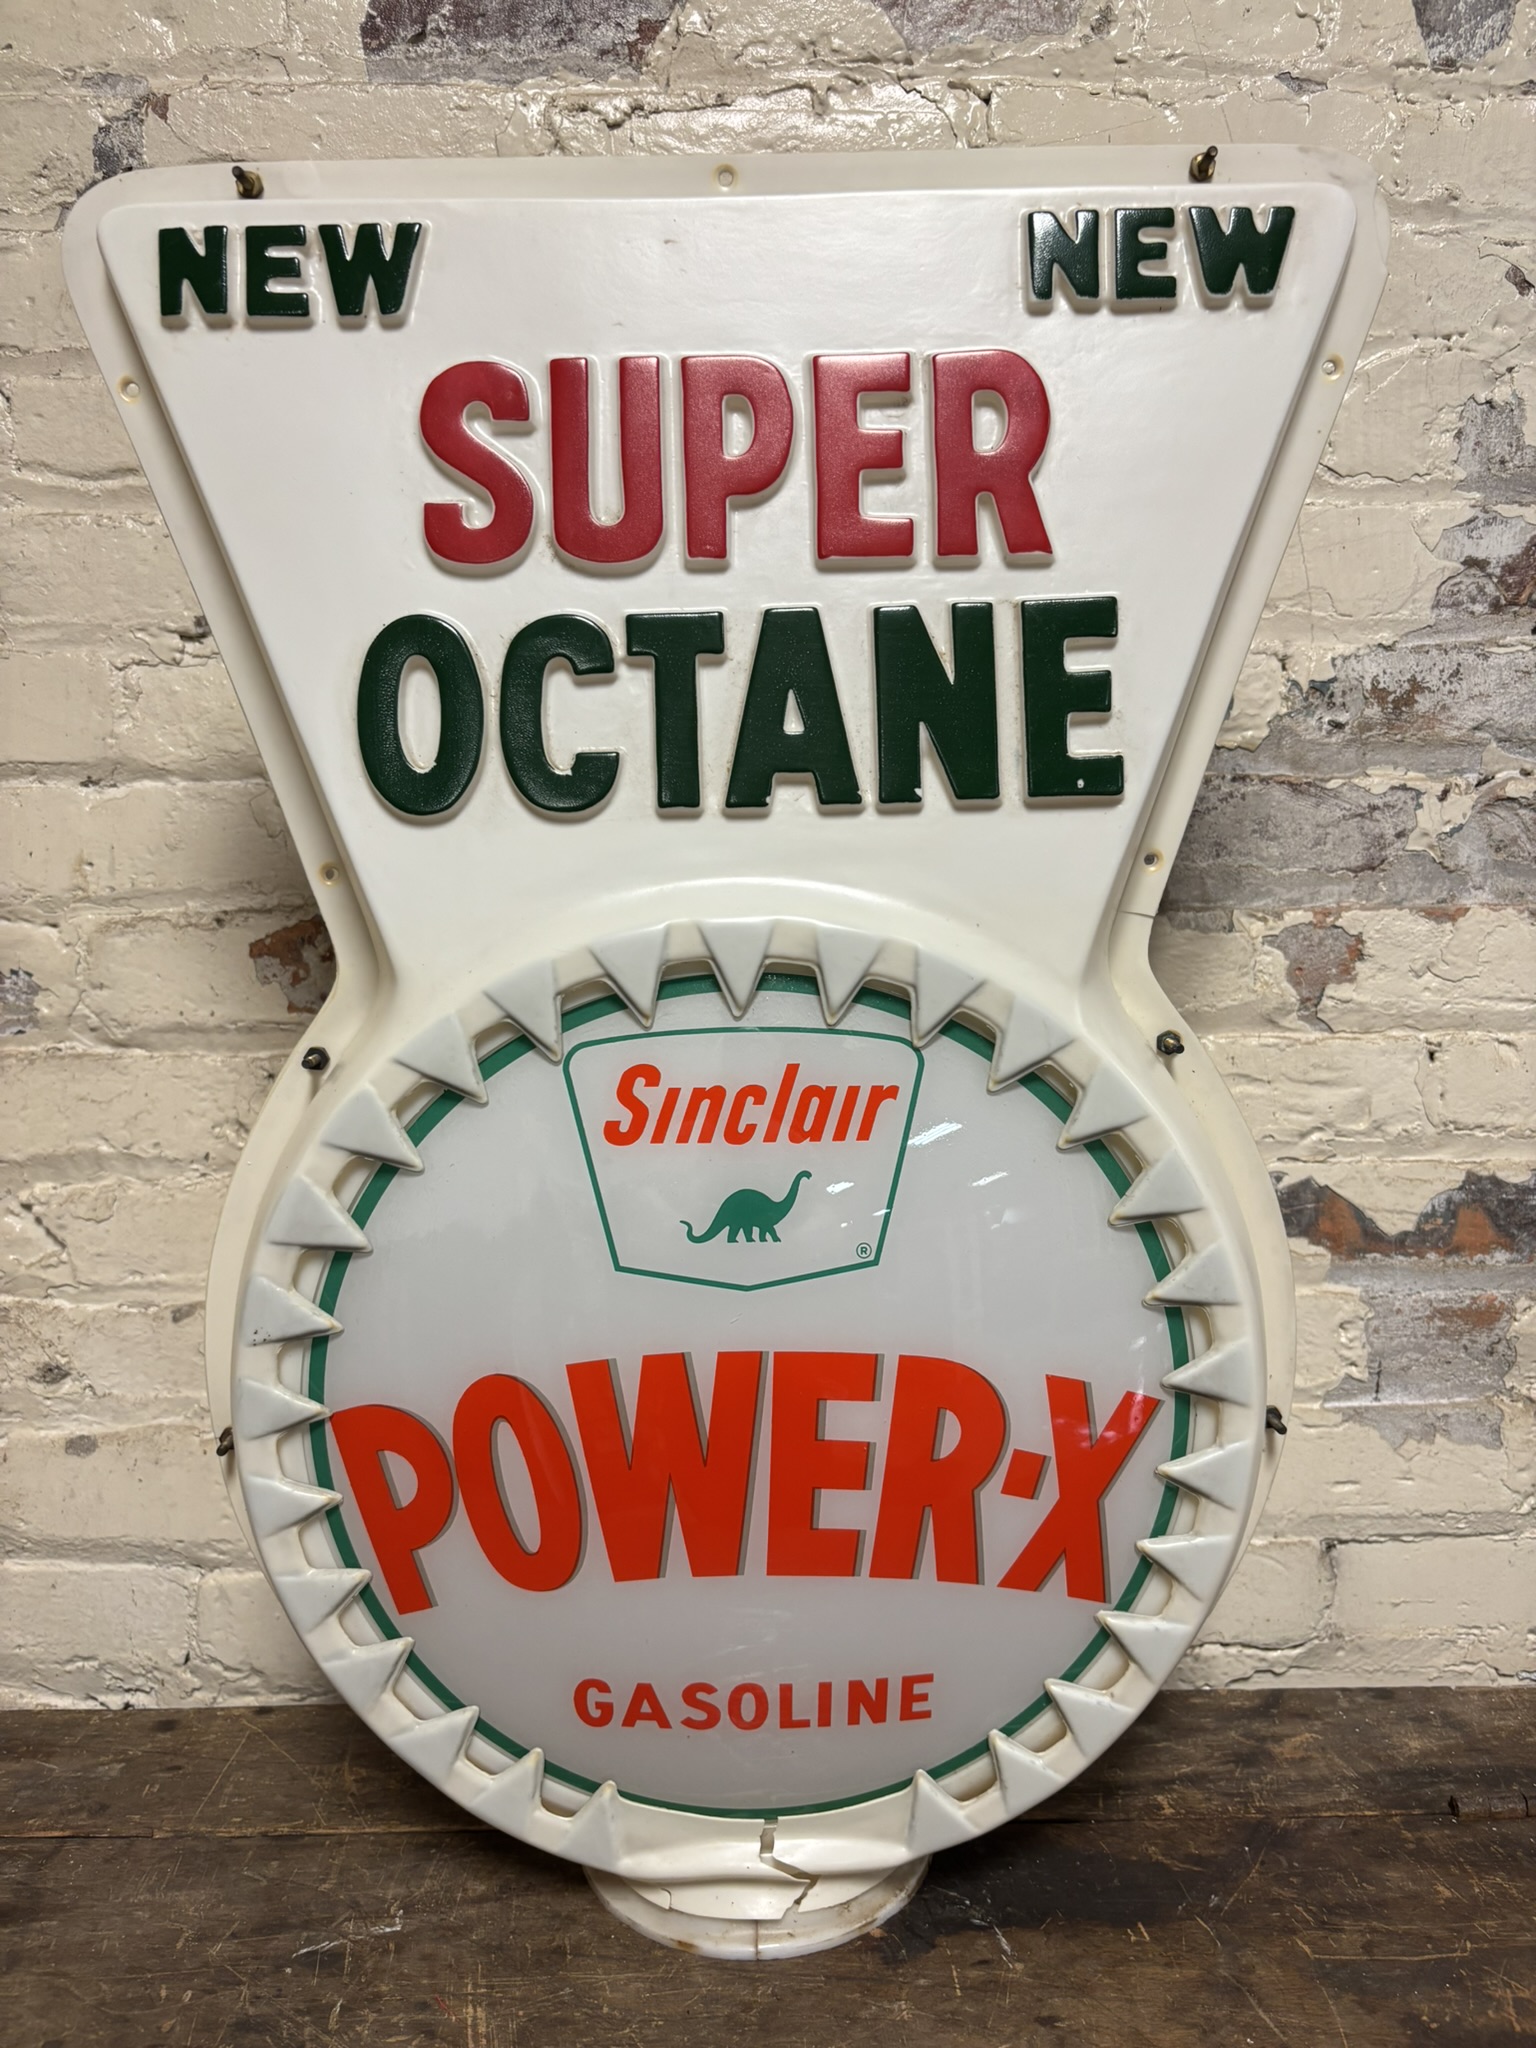 NEW NEW
SUPER
OCTANE
Sinclair
®
POWER-X
GASOLINE